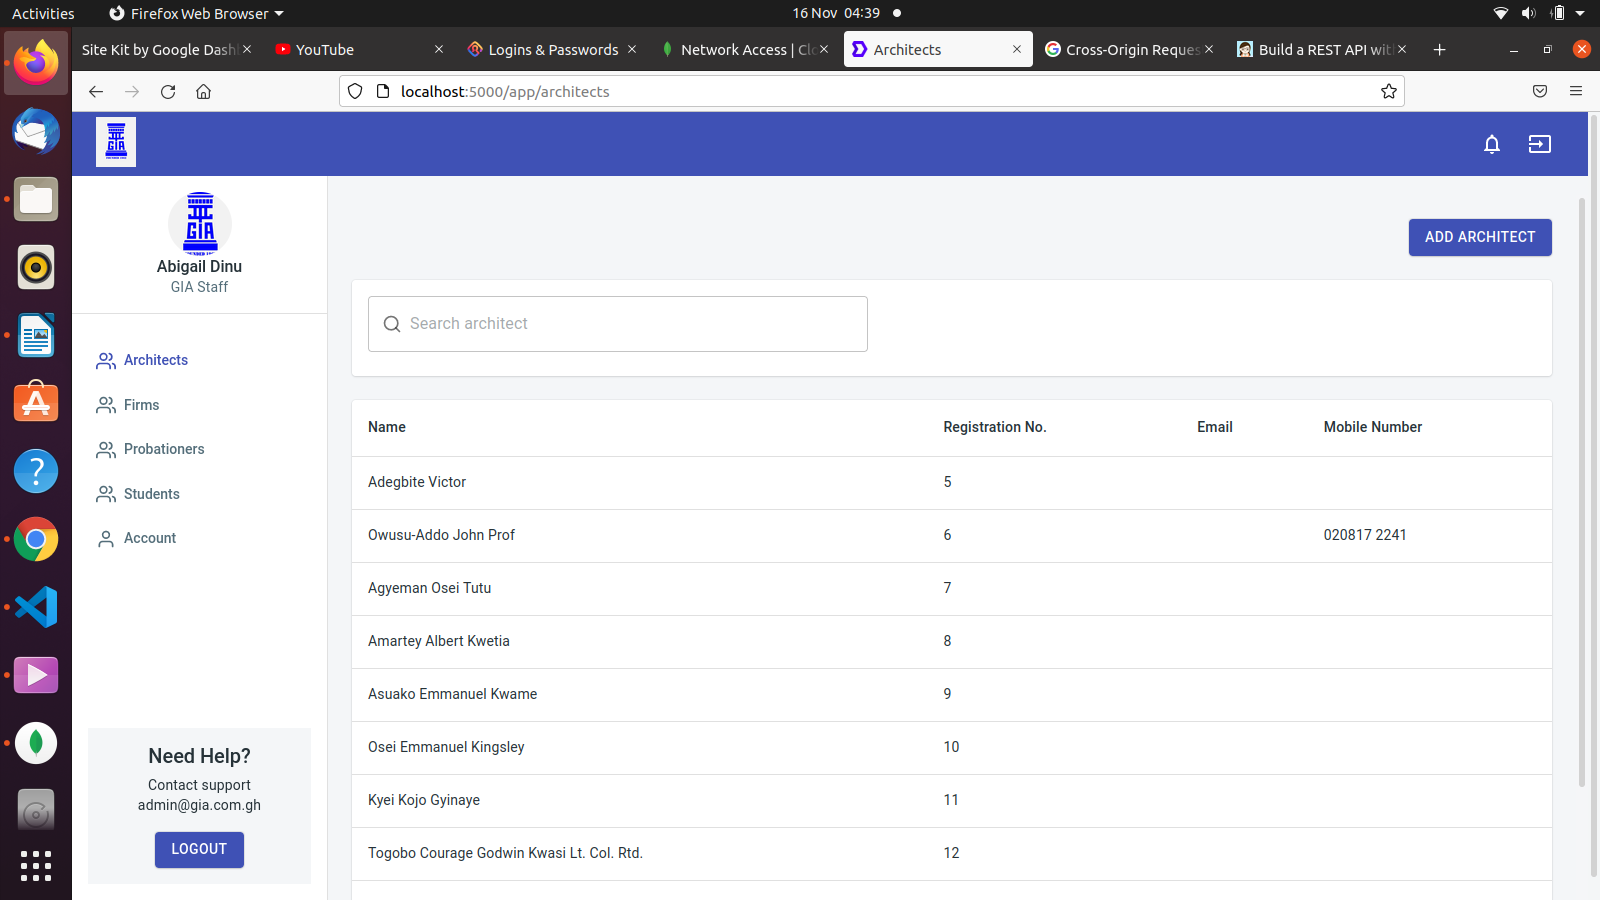 Activities
Firefox Web Browser
16 Nov 04:39
Site Kit by Google Dash
YouTube
Logins & Passwords
Network Access | Clo
Architects
Cross-Origin Reques
Build a REST API wit
localhost:5000/app/architects
GIA
GIA
Abigail Dinu
GIA Staff
Architects
Firms
Probationers
Students
Account
Need Help?
Contact support
admin@gia.com.gh
LOGOUT
ADD ARCHITECT
Search architect
Name Registration No. Email Mobile Number
Adegbite Victor 5
Owusu-Addo John Prof 6 020817 2241
Agyeman Osei Tutu 7
Amartey Albert Kwetia 8
Asuako Emmanuel Kwame 9
Osei Emmanuel Kingsley 10
Kyei Kojo Gyinaye 11
Togobo Courage Godwin Kwasi Lt. Col. Rtd. 12